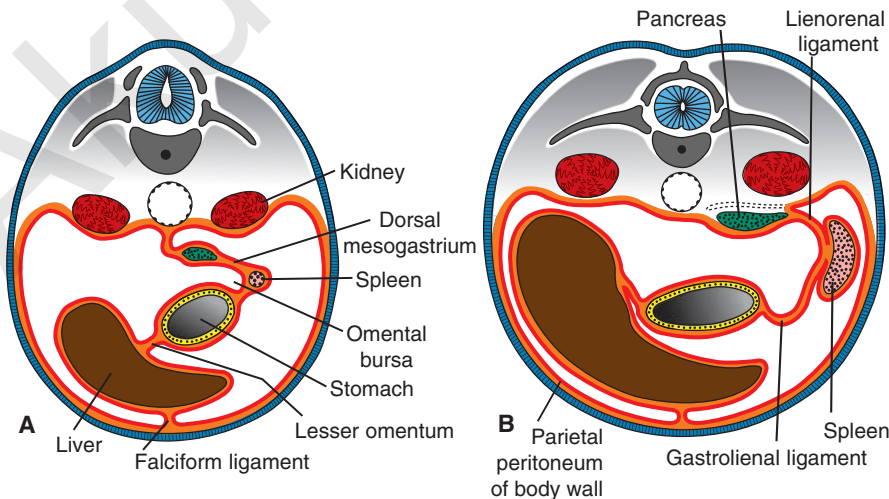 Kidney
Dorsal
mesogastrium
Spleen
Omental
bursa
Stomach
Lesser omentum
A
Liver
Falciform ligament
Pancreas
Lienorenal
ligament
B
Parietal
peritoneum
of body wall
Gastrolienal ligament
Spleen